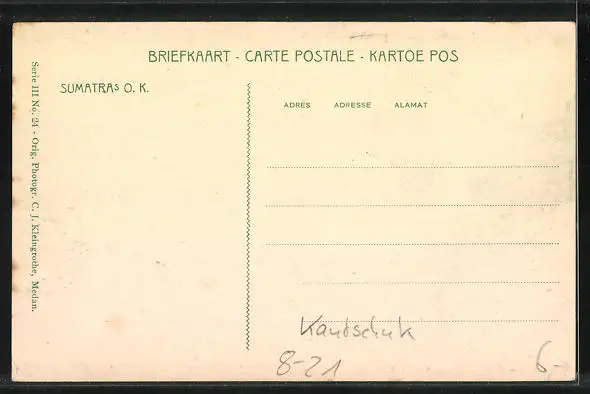 BRIEFKAART - CARTE POSTALE - KARTOE POS
SUMATRAS O. K.
ADRES ADRESSE ALAMAT
Serie III No. 24 - Orig. Photogr. C. J. Kleingrothe, Medan.
Kautschuk
8-21
6,-